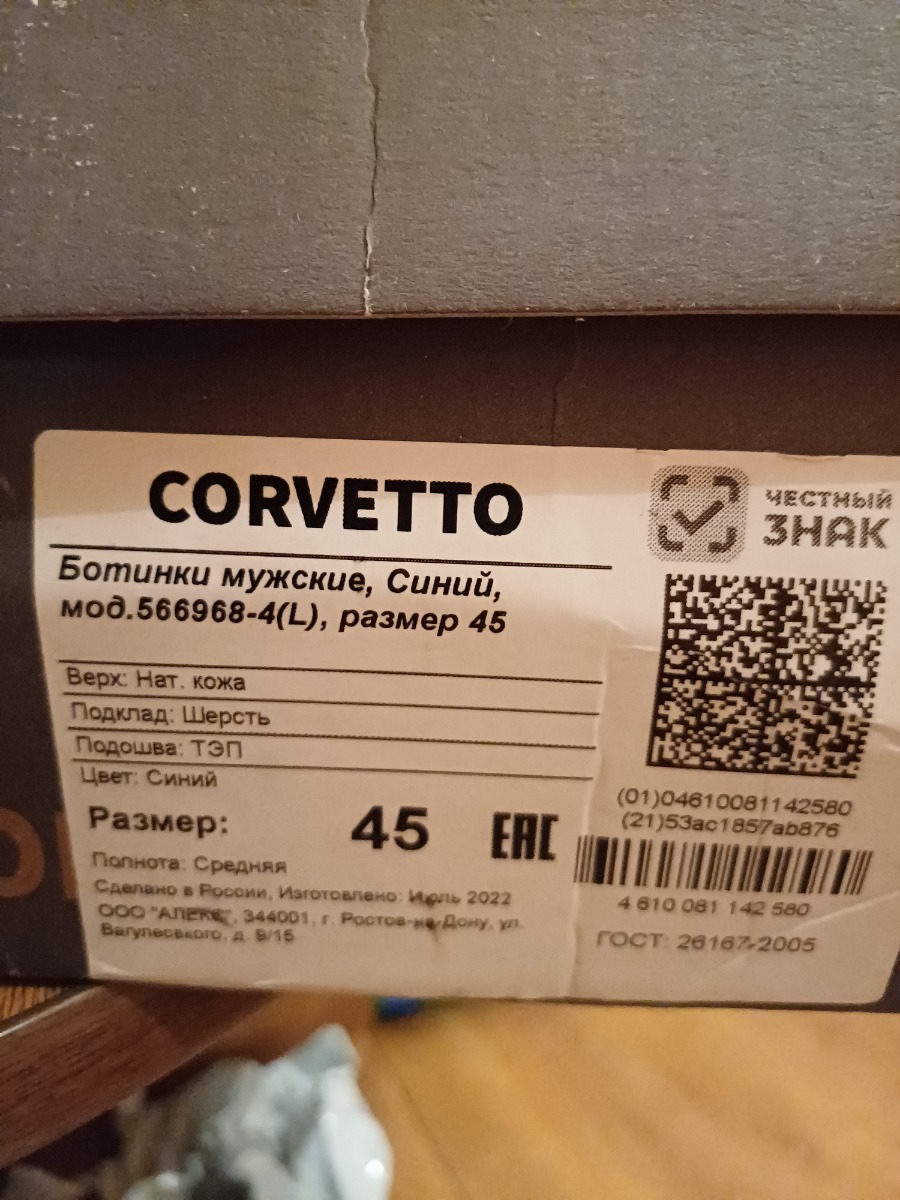 CORVETTO
Ботинки мужские, Синий,
мод.566968-4(L), размер 45
Верх: Нат. кожа
Подклад: Шерсть
Подошва: ТЭП
Цвет: Синий
Размер: 45
EAC
Полнота: Средняя
Сделано в России, Изготовлено: Июль 2022
ООО "АЛЕКС", 344001, г. Ростов-на-Дону, ул.
д. 8/15
ЧЕСТНЫЙ
ЗНАК
(01)04610081142580
(21)53ac1857ab876
4 610 081 142 580
ГОСТ: 26167-2005